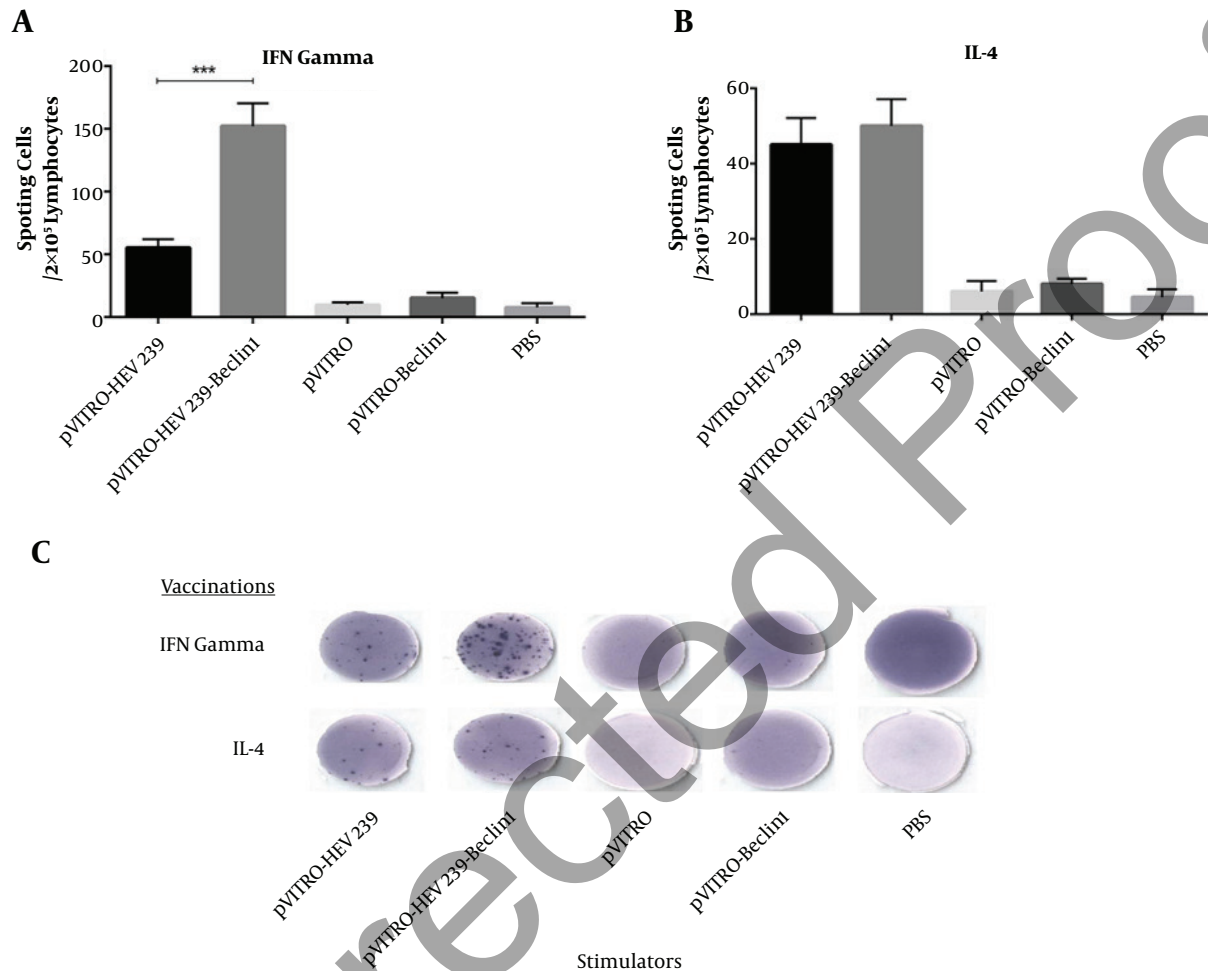 A
IFN Gamma
***
200
150
100
50
0
Spoting Cells
/2×10⁵ Lymphocytes
pVITRO-HEV 239
pVITRO-HEV 239-Beclin1
pVITRO
pVITRO-Beclin1
PBS
B
IL-4
60
40
20
0
Spoting Cells
/2×10⁵ Lymphocytes
pVITRO-HEV 239
pVITRO-HEV 239-Beclin1
pVITRO
pVITRO-Beclin1
PBS
C
Vaccinations
IFN Gamma
IL-4
pVITRO-HEV 239
pVITRO-HEV 239-Beclin1
pVITRO
pVITRO-Beclin1
PBS
Stimulators
rected Proo